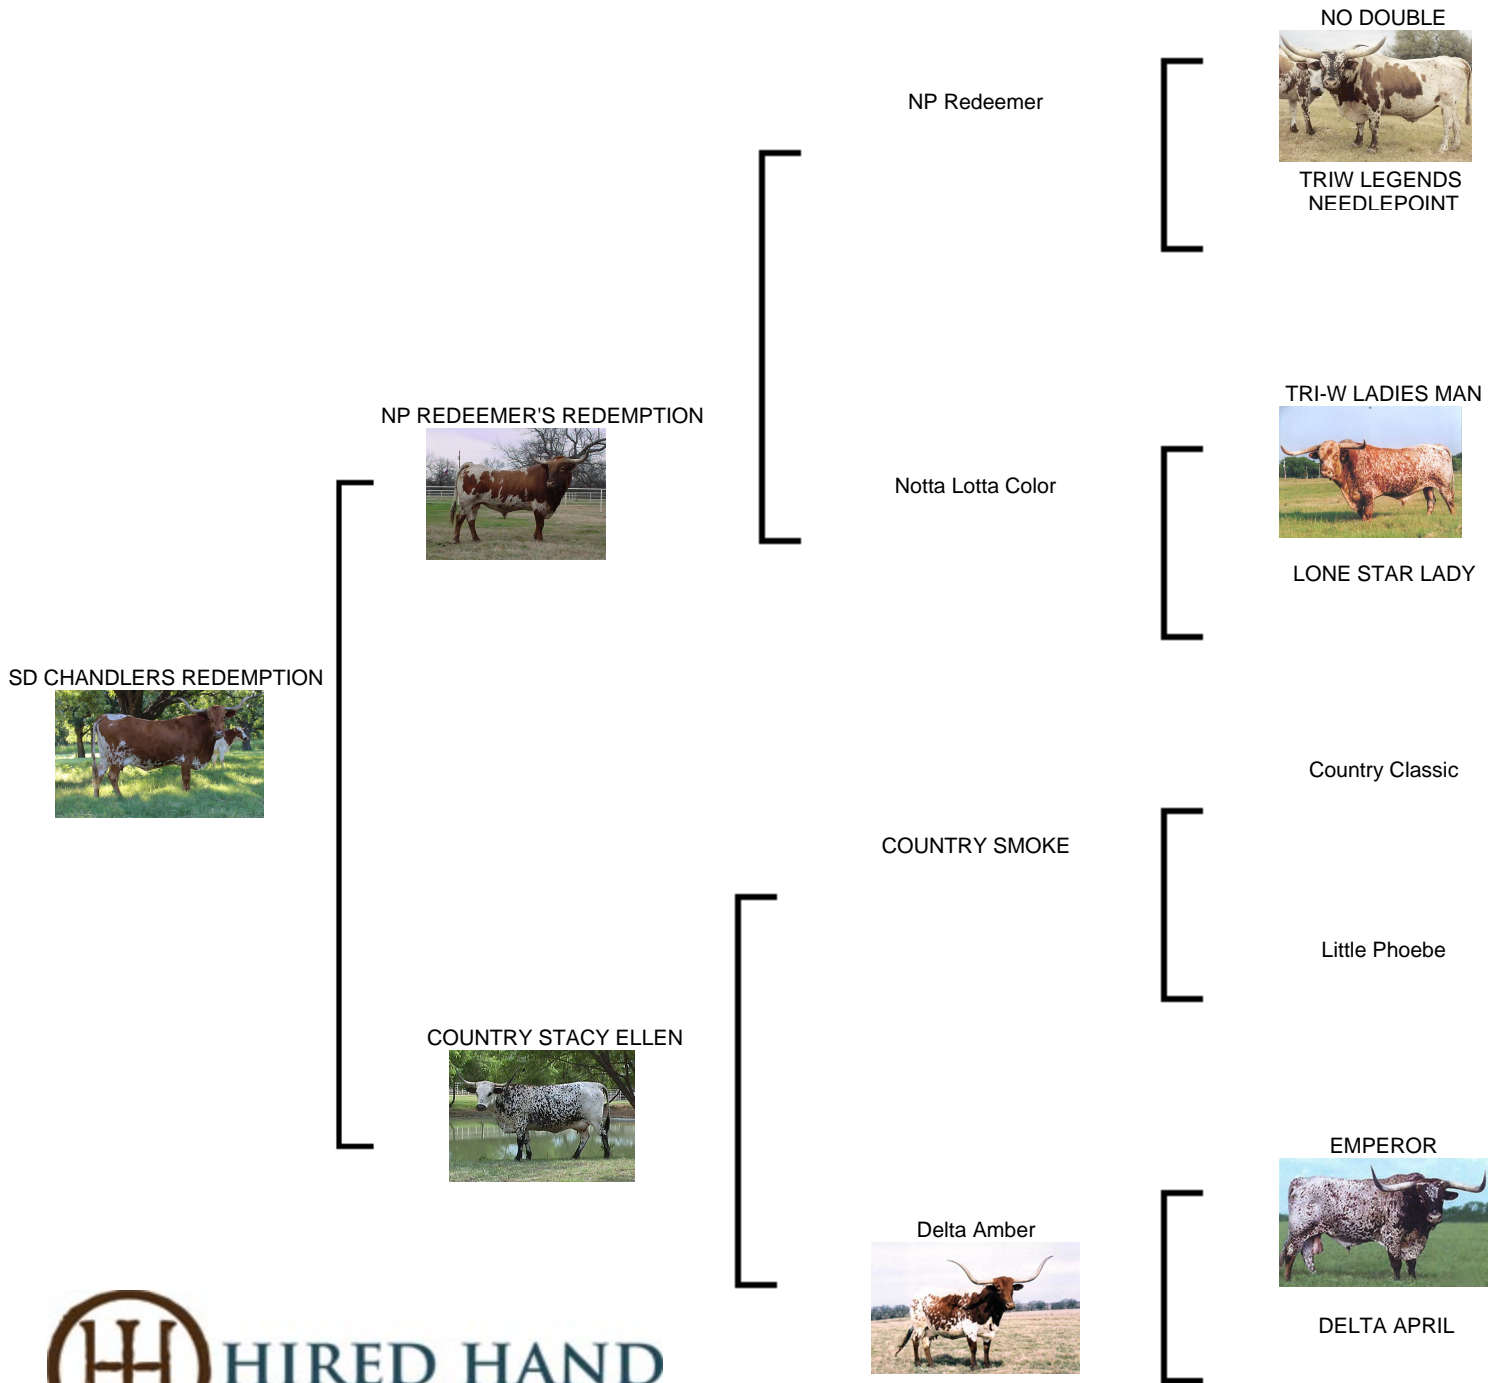 NO DOUBLE
NP Redeemer
TRIW LEGENDS
NEEDLEPOINT
TRI-W LADIES MAN
NP REDEEMER'S REDEMPTION
Notta Lotta Color
LONE STAR LADY
SD CHANDLERS REDEMPTION
Country Classic
COUNTRY SMOKE
Little Phoebe
COUNTRY STACY ELLEN
EMPEROR
Delta Amber
DELTA APRIL
HIRED HAND